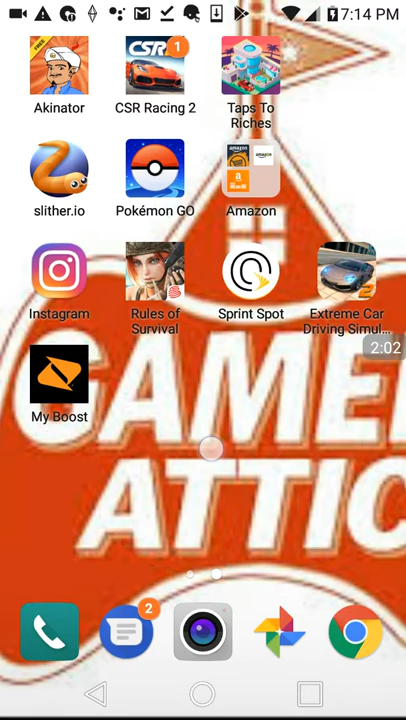 7:14 PM
FREE
CSR
1
Akinator
CSR Racing 2
Taps To
Riches
amazon
amazon
slither.io
Pokémon GO
Amazon
2
Instagram
Rules of
Survival
Sprint Spot
Extreme Car
Driving Simul...
2:02
My Boost
GAME
ATTIC
2